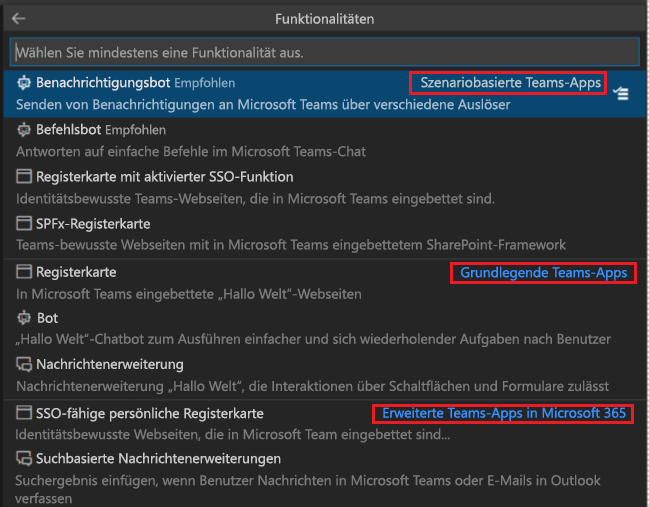 Funktionalitäten
Wählen Sie mindestens eine Funktionalität aus.
Benachrichtigungsbot Empfohlen Szenariobasierte Teams-Apps
Senden von Benachrichtigungen an Microsoft Teams über verschiedene Auslöser
Befehlsbot Empfohlen
Antworten auf einfache Befehle im Microsoft Teams-Chat
Registerkarte mit aktivierter SSO-Funktion
Identitätsbewusste Teams-Webseiten, die in Microsoft Teams eingebettet sind.
SPFx-Registerkarte
Teams-bewusste Webseiten mit in Microsoft Teams eingebettetem SharePoint-Framework
Registerkarte Grundlegende Teams-Apps
In Microsoft Teams eingebettete „Hallo Welt“-Webseiten
Bot
„Hallo Welt“-Chatbot zum Ausführen einfacher und sich wiederholender Aufgaben nach Benutzer
Nachrichtenerweiterung
Nachrichtenerweiterung „Hallo Welt“, die Interaktionen über Schaltflächen und Formulare zulässt
SSO-fähige persönliche Registerkarte Erweiterte Teams-Apps in Microsoft 365
Identitätsbewusste Webseiten, die in Microsoft Team eingebettet sind...
Suchbasierte Nachrichtenerweiterungen
Suchergebnis einfügen, wenn Benutzer Nachrichten in Microsoft Teams oder E-Mails in Outlook
verfassen